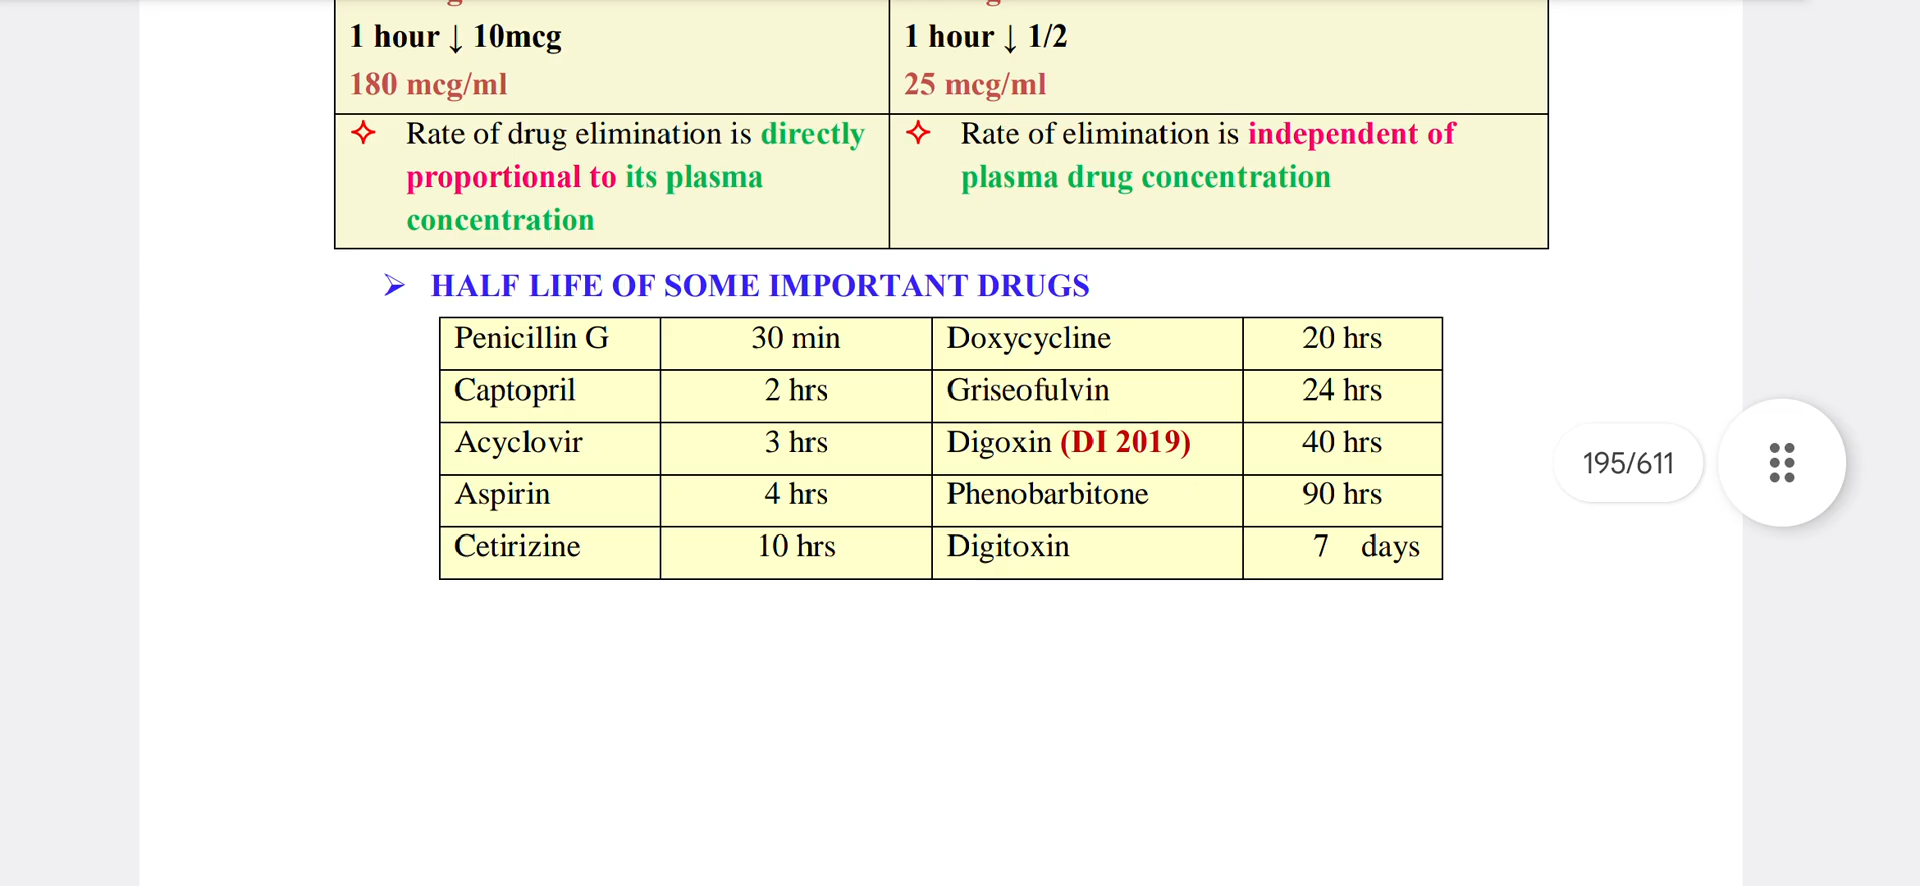 1 hour ↓ 10mcg
180 mcg/ml
1 hour ↓ 1/2
25 mcg/ml
✧ Rate of drug elimination is directly
proportional to its plasma
concentration
✧ Rate of elimination is independent of
plasma drug concentration
➢ HALF LIFE OF SOME IMPORTANT DRUGS
Penicillin G 30 min Doxycycline 20 hrs
Captopril 2 hrs Griseofulvin 24 hrs
Acyclovir 3 hrs Digoxin (DI 2019) 40 hrs
Aspirin 4 hrs Phenobarbitone 90 hrs
Cetirizine 10 hrs Digitoxin 7 days
195/611